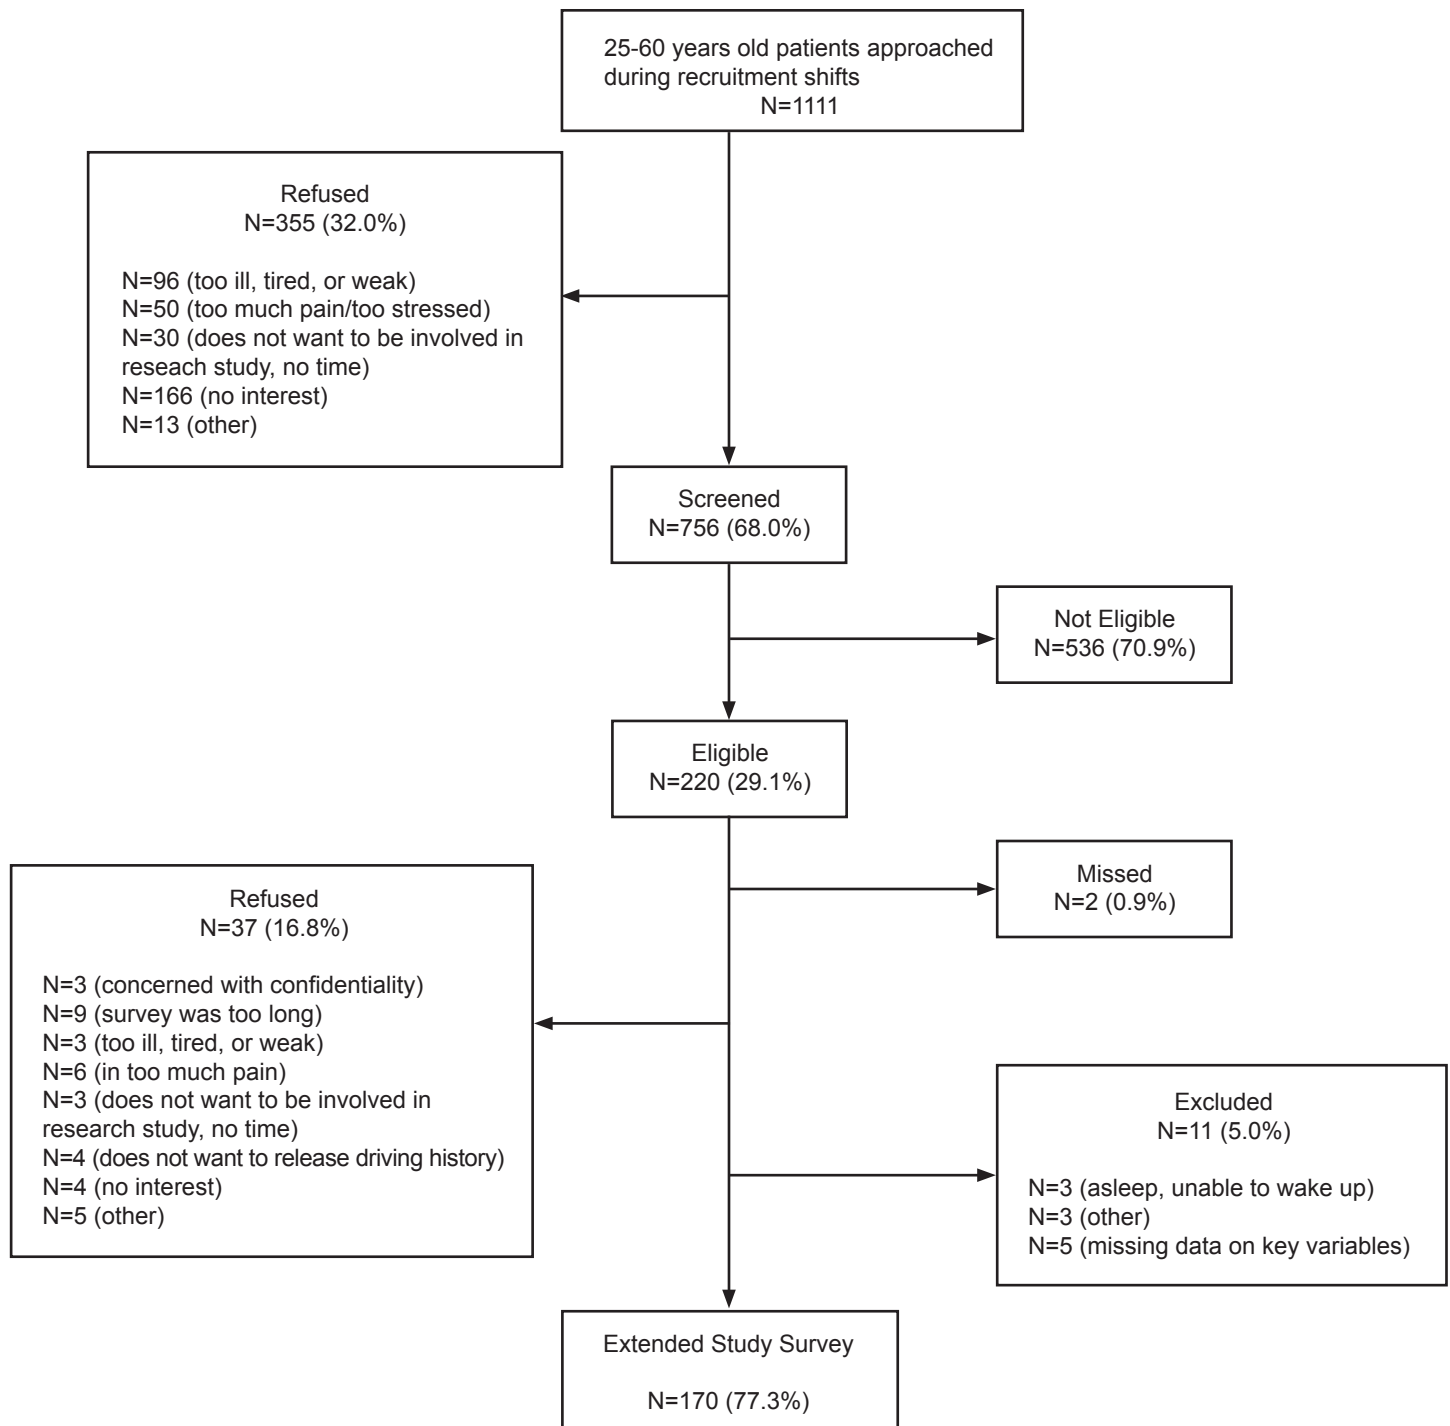 25-60 years old patients approached
during recruitment shifts
N=1111
Refused
N=355 (32.0%)
N=96 (too ill, tired, or weak)
N=50 (too much pain/too stressed)
N=30 (does not want to be involved in
reseach study, no time)
N=166 (no interest)
N=13 (other)
Screened
N=756 (68.0%)
Not Eligible
N=536 (70.9%)
Eligible
N=220 (29.1%)
Missed
N=2 (0.9%)
Refused
N=37 (16.8%)
N=3 (concerned with confidentiality)
N=9 (survey was too long)
N=3 (too ill, tired, or weak)
N=6 (in too much pain)
N=3 (does not want to be involved in
research study, no time)
N=4 (does not want to release driving history)
N=4 (no interest)
N=5 (other)
Excluded
N=11 (5.0%)
N=3 (asleep, unable to wake up)
N=3 (other)
N=5 (missing data on key variables)
Extended Study Survey
N=170 (77.3%)